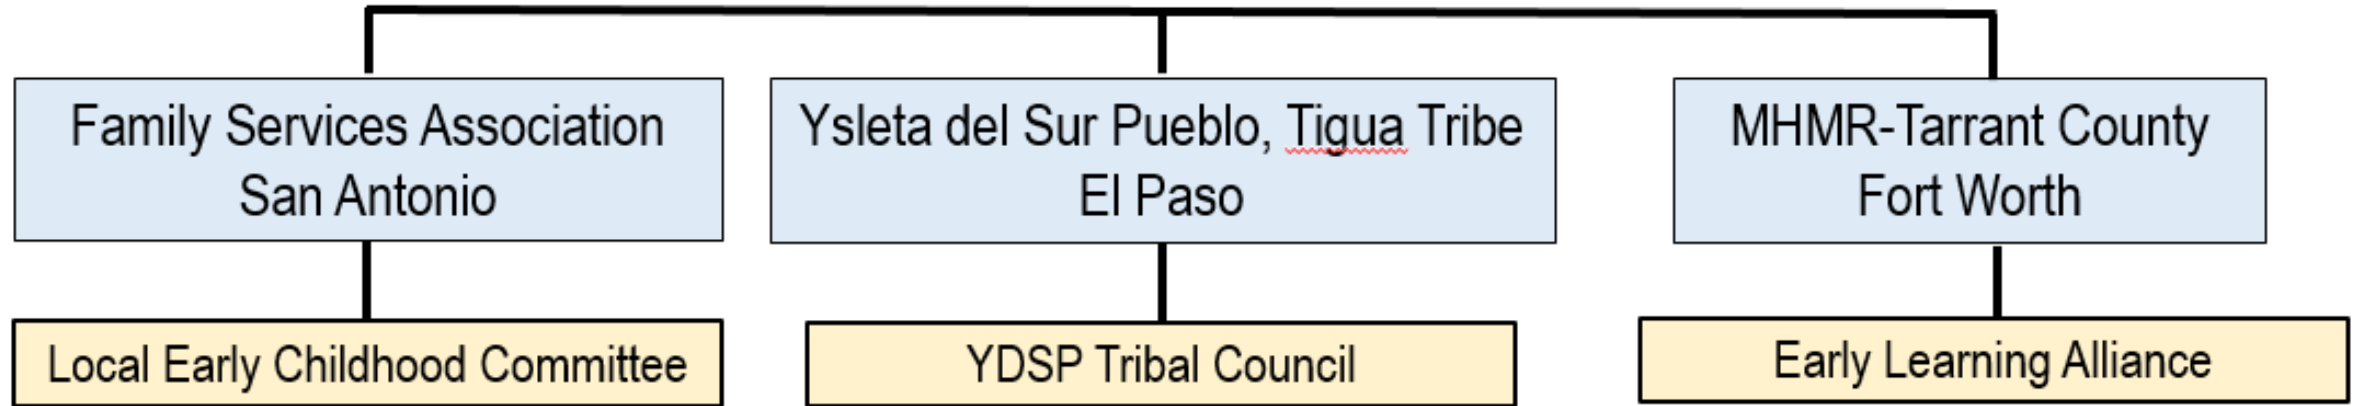 Family Services Association
San Antonio
Ysleta del Sur Pueblo, Tigua Tribe
El Paso
MHMR-Tarrant County
Fort Worth
Local Early Childhood Committee
YDSP Tribal Council
Early Learning Alliance